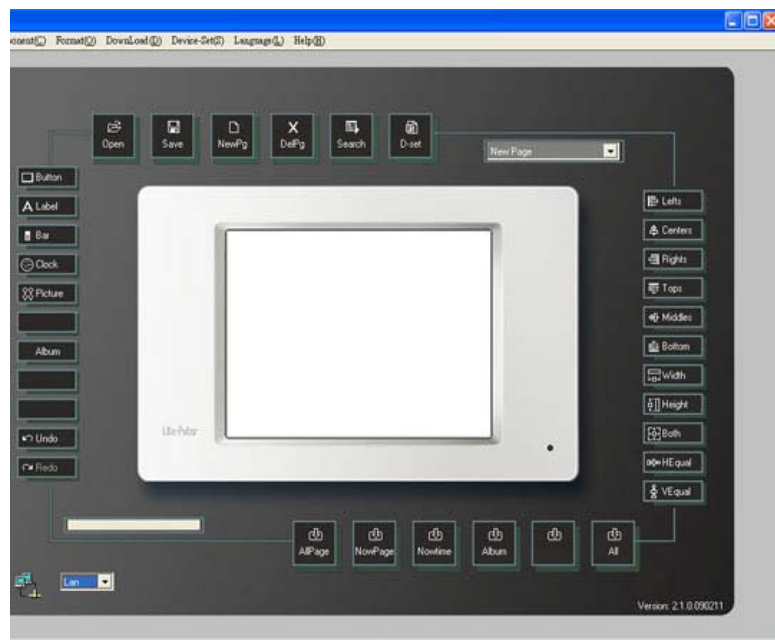 onent(C) Format(O) DownLoad(D) Device-Set(Z) Language(L) Help(H)
Open Save NewPg DelPg Search D-set
New Page
Button
Label
Bar
Clock
Picture
Album
Undo
Redo
Lefts
Centers
Rights
Tops
Middles
Bottom
Width
Height
Both
HEqual
VEqual
AllPage NowPage Nowtime Album All
Lan
Version: 2.1.0.090211